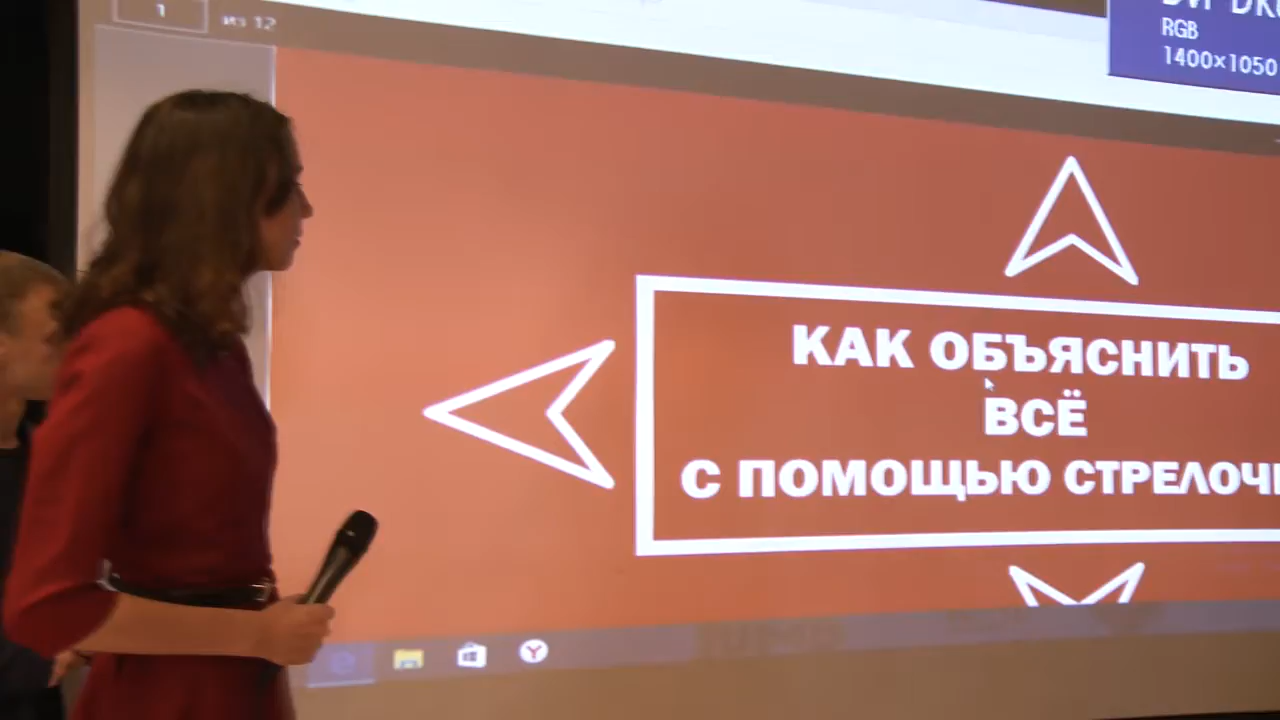 1 из 12
RGB
1400×1050
КАК ОБЪЯСНИТЬ
ВСЁ
С ПОМОЩЬЮ СТРЕЛОЧ